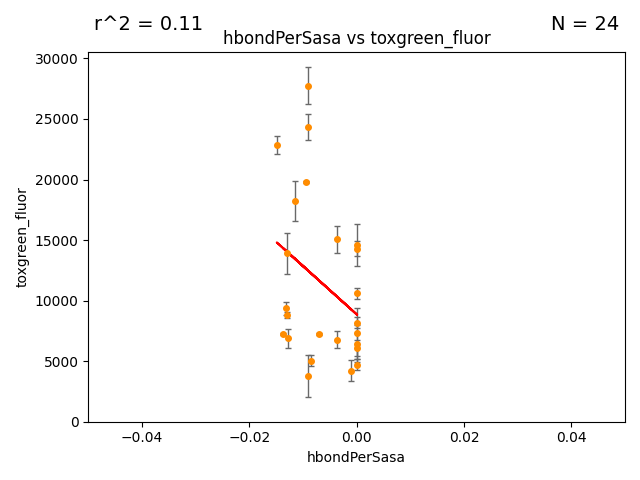 r^2 = 0.11
N = 24
hbondPerSasa vs toxgreen_fluor
30000
25000
20000
15000
10000
5000
0
toxgreen_fluor
−0.04
−0.02
0.00
0.02
0.04
hbondPerSasa